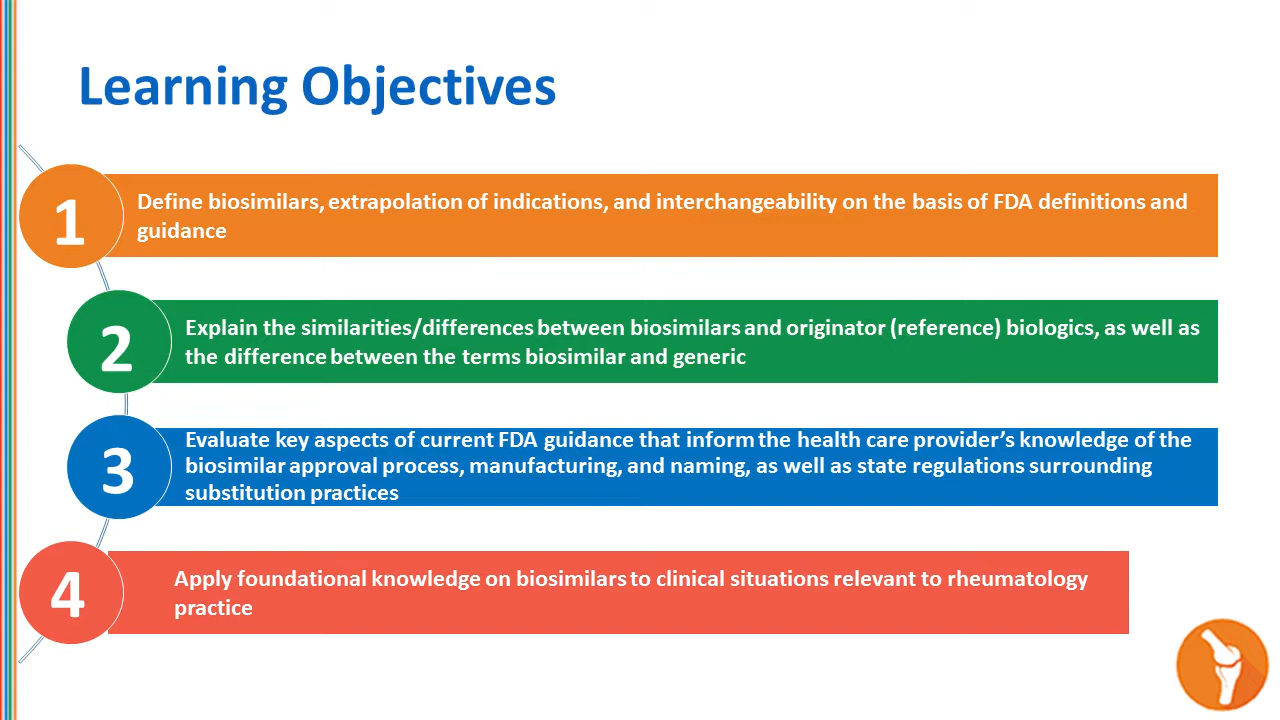 Learning Objectives
1
Define biosimilars, extrapolation of indications, and interchangeability on the basis of FDA definitions and
guidance
2
Explain the similarities/differences between biosimilars and originator (reference) biologics, as well as
the difference between the terms biosimilar and generic
3
Evaluate key aspects of current FDA guidance that inform the health care provider's knowledge of the
biosimilar approval process, manufacturing, and naming, as well as state regulations surrounding
substitution practices
4
Apply foundational knowledge on biosimilars to clinical situations relevant to rheumatology
practice